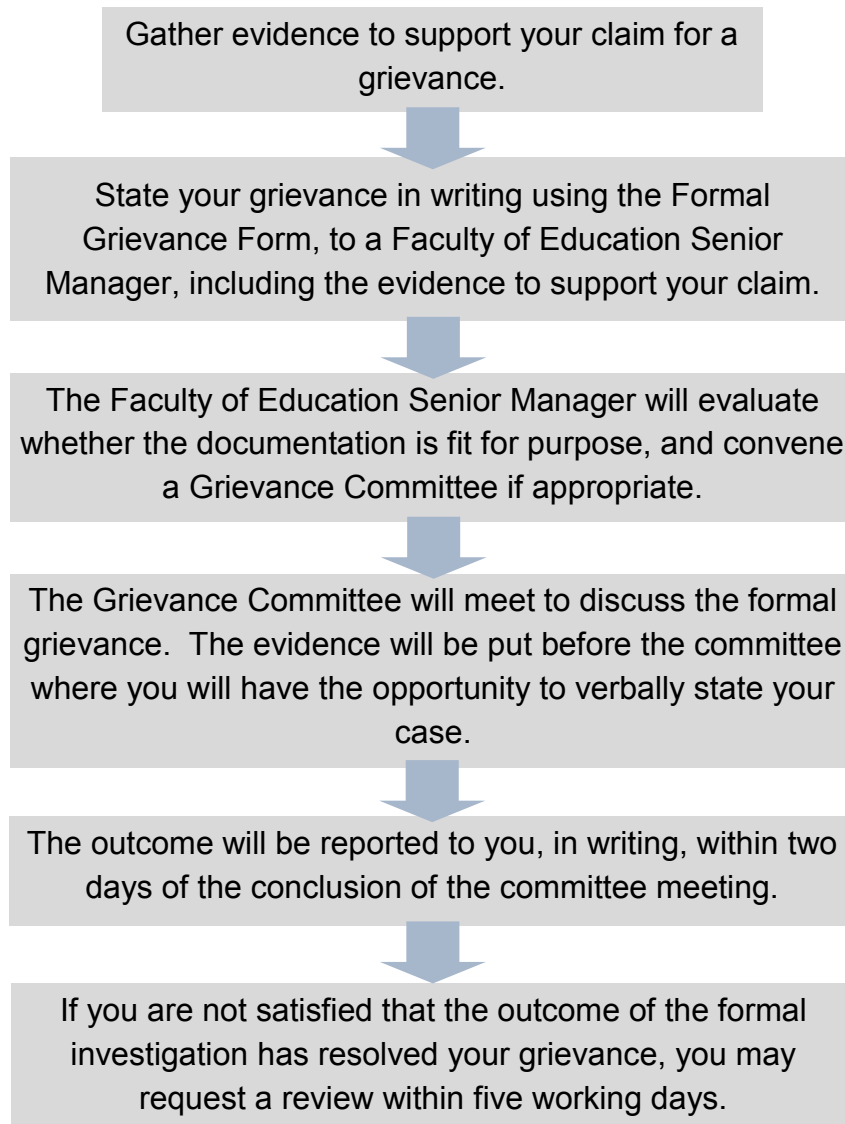 Gather evidence to support your claim for a
grievance.
State your grievance in writing using the Formal
Grievance Form, to a Faculty of Education Senior
Manager, including the evidence to support your claim.
The Faculty of Education Senior Manager will evaluate
whether the documentation is fit for purpose, and convene
a Grievance Committee if appropriate.
The Grievance Committee will meet to discuss the formal
grievance.  The evidence will be put before the committee
where you will have the opportunity to verbally state your
case.
The outcome will be reported to you, in writing, within two
days of the conclusion of the committee meeting.
If you are not satisfied that the outcome of the formal
investigation has resolved your grievance, you may
request a review within five working days.